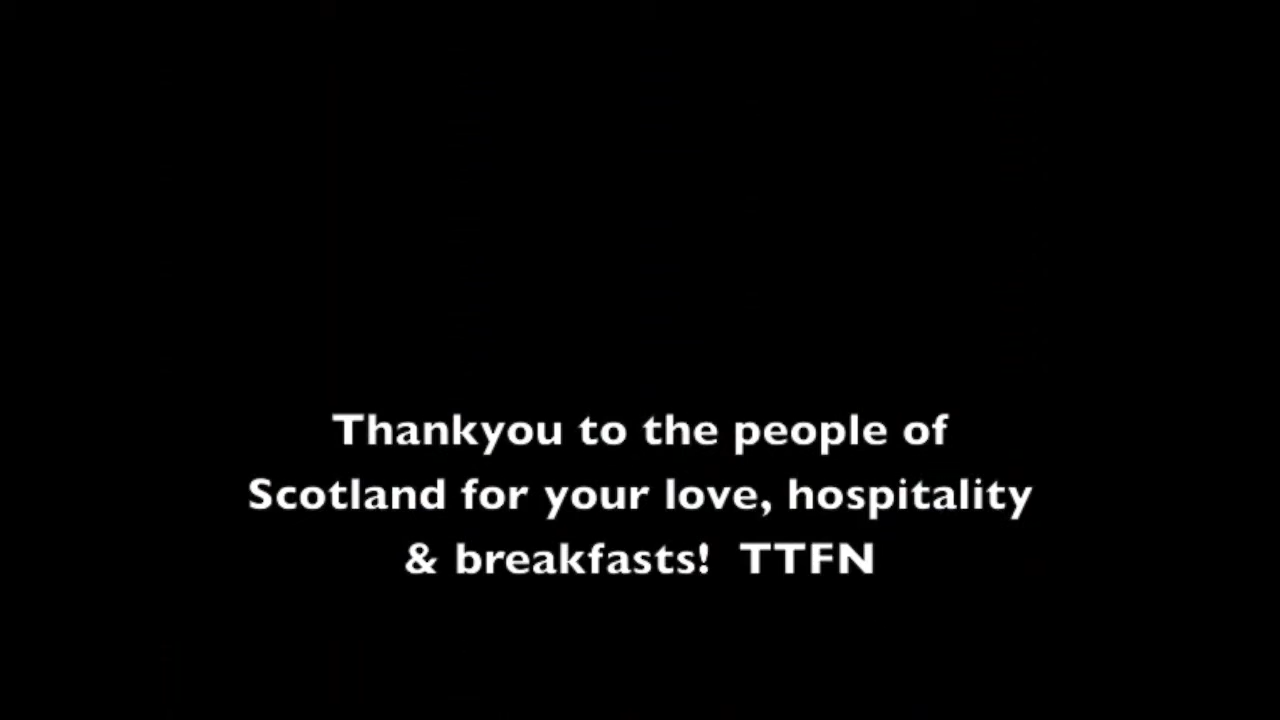 Thankyou to the people of
Scotland for your love, hospitality
& breakfasts!  TTFN